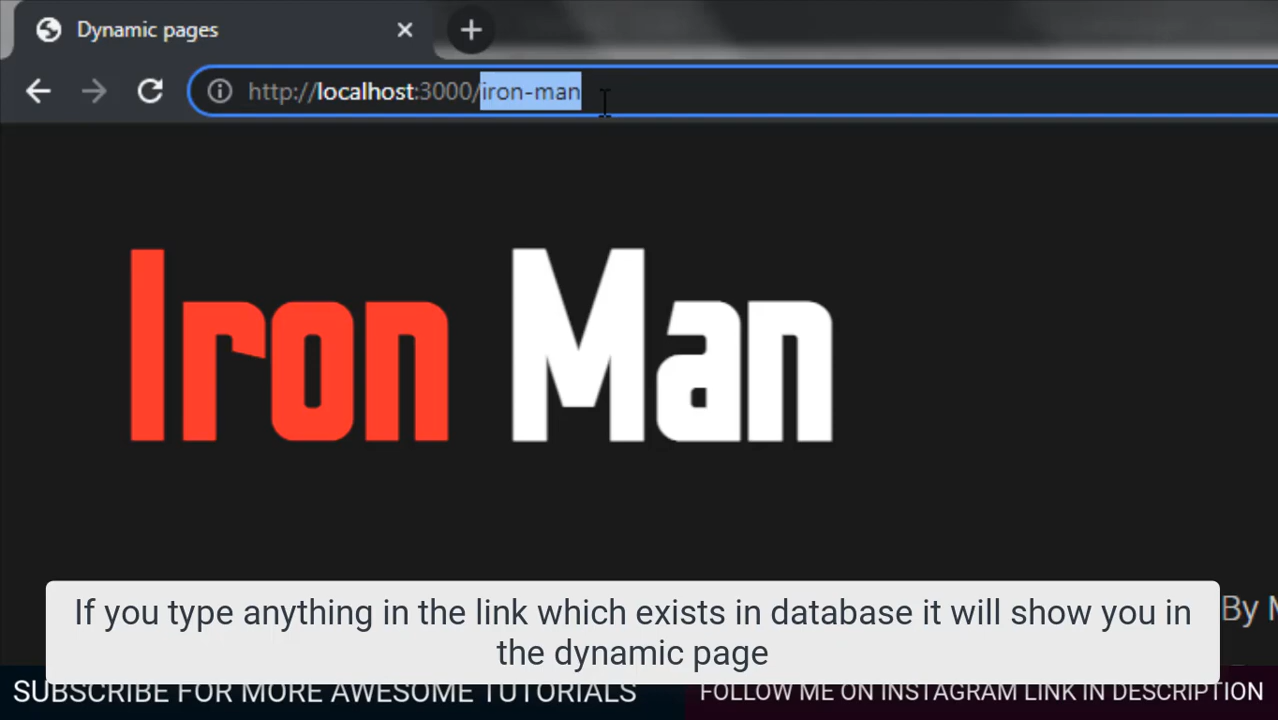 Dynamic pages
http://localhost:3000/iron-man
Iron Man
By M
If you type anything in the link which exists in database it will show you in
the dynamic page
SUBSCRIBE FOR MORE AWESOME TUTORIALS
FOLLOW ME ON INSTAGRAM LINK IN DESCRIPTION